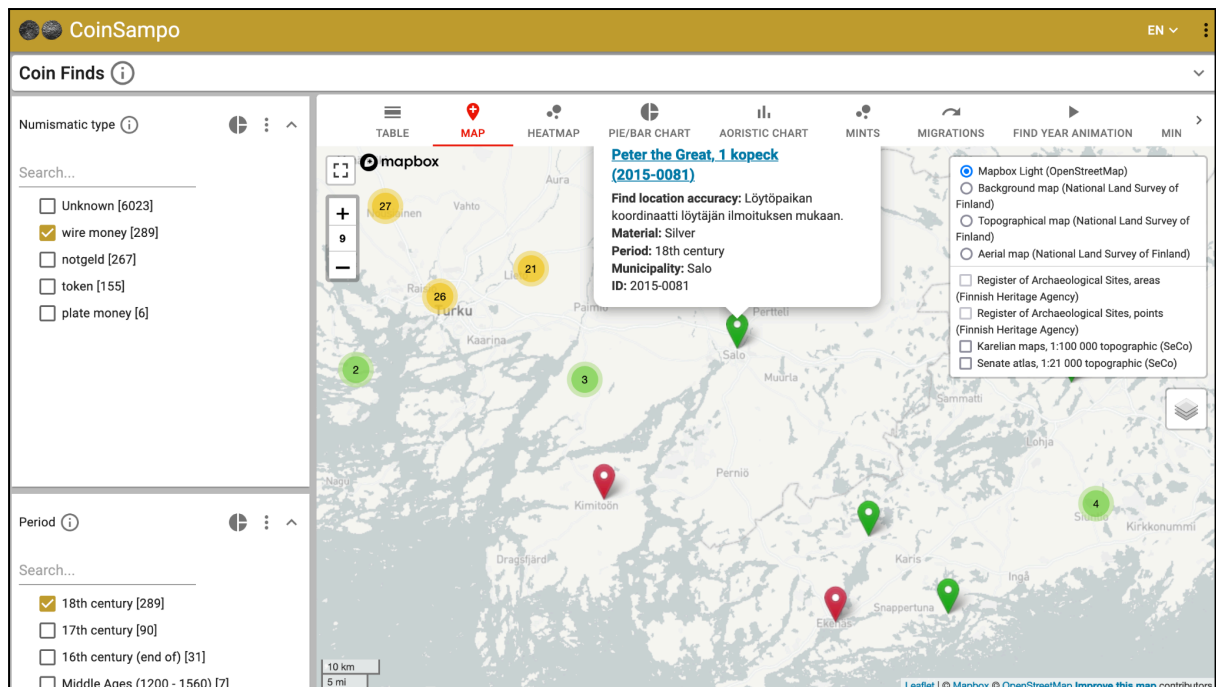 CoinSampo
EN
Coin Finds
Numismatic type
Search...
Unknown [6023]
wire money [289]
notgeld [267]
token [155]
plate money [6]
Period
Search...
18th century [289]
17th century [90]
16th century (end of) [31]
Middle Ages (1200 - 1560) [7]
TABLE
MAP
HEATMAP
PIE/BAR CHART
AORISTIC CHART
MINTS
MIGRATIONS
FIND YEAR ANIMATION
MIN
mapbox
+
9
−
Peter the Great, 1 kopeck
(2015-0081)
Find location accuracy: Löytöpaikan
koordinaatti löytäjän ilmoituksen mukaan.
Material: Silver
Period: 18th century
Municipality: Salo
ID: 2015-0081
Mapbox Light (OpenStreetMap)
Background map (National Land Survey of
Finland)
Topographical map (National Land Survey of
Finland)
Aerial map (National Land Survey of Finland)
Register of Archaeological Sites, areas
(Finnish Heritage Agency)
Register of Archaeological Sites, points
(Finnish Heritage Agency)
Karelian maps, 1:100 000 topographic (SeCo)
Senate atlas, 1:21 000 topographic (SeCo)
Aura
27
Vahto
21
26
Turku
Kaarina
Pertteli
Salo
2
3
Muurla
Sammatti
Lohja
Nagu
Perniö
Kimitoön
4
Kirkkonummi
Dragsfjärd
Karis
Ingå
Snappertuna
Ekenäs
10 km
5 mi
Leaflet | © Mapbox © OpenStreetMap Improve this map contributors